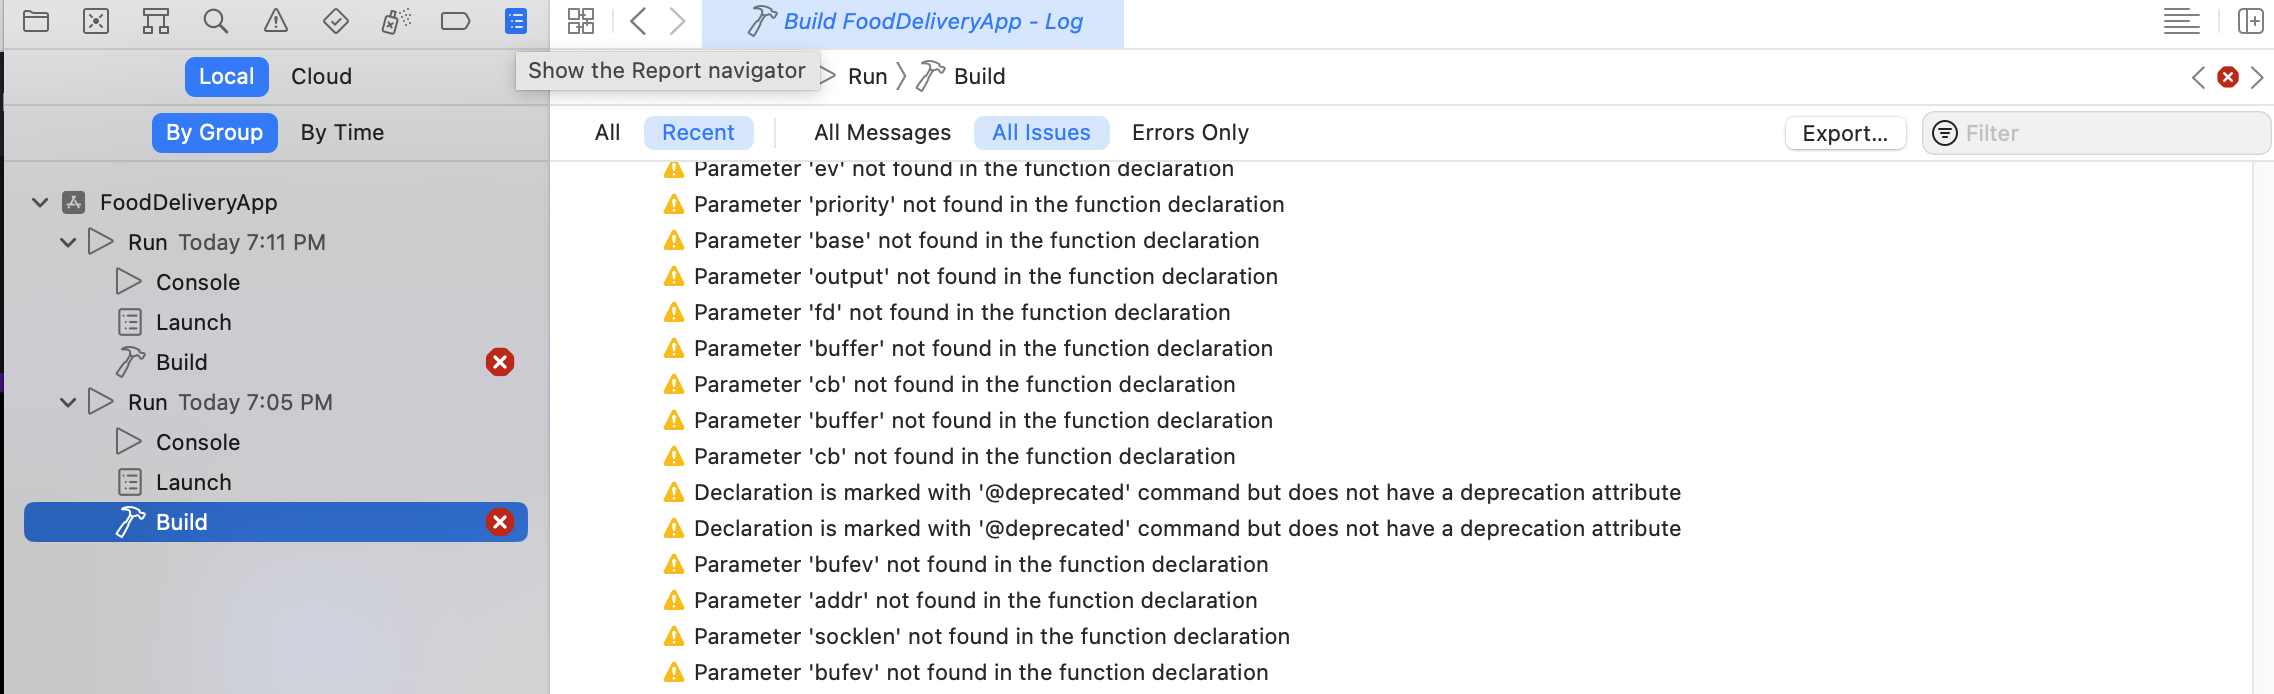 Build FoodDeliveryApp - Log
Local
Cloud
Show the Report navigator
Run
Build
By Group
By Time
All
Recent
All Messages
All Issues
Errors Only
Export...
Filter
FoodDeliveryApp
Run Today 7:11 PM
Console
Launch
Build
Run Today 7:05 PM
Console
Launch
Build
Parameter 'ev' not found in the function declaration
Parameter 'priority' not found in the function declaration
Parameter 'base' not found in the function declaration
Parameter 'output' not found in the function declaration
Parameter 'fd' not found in the function declaration
Parameter 'buffer' not found in the function declaration
Parameter 'cb' not found in the function declaration
Parameter 'buffer' not found in the function declaration
Parameter 'cb' not found in the function declaration
Declaration is marked with '@deprecated' command but does not have a deprecation attribute
Declaration is marked with '@deprecated' command but does not have a deprecation attribute
Parameter 'bufev' not found in the function declaration
Parameter 'addr' not found in the function declaration
Parameter 'socklen' not found in the function declaration
Parameter 'bufev' not found in the function declaration